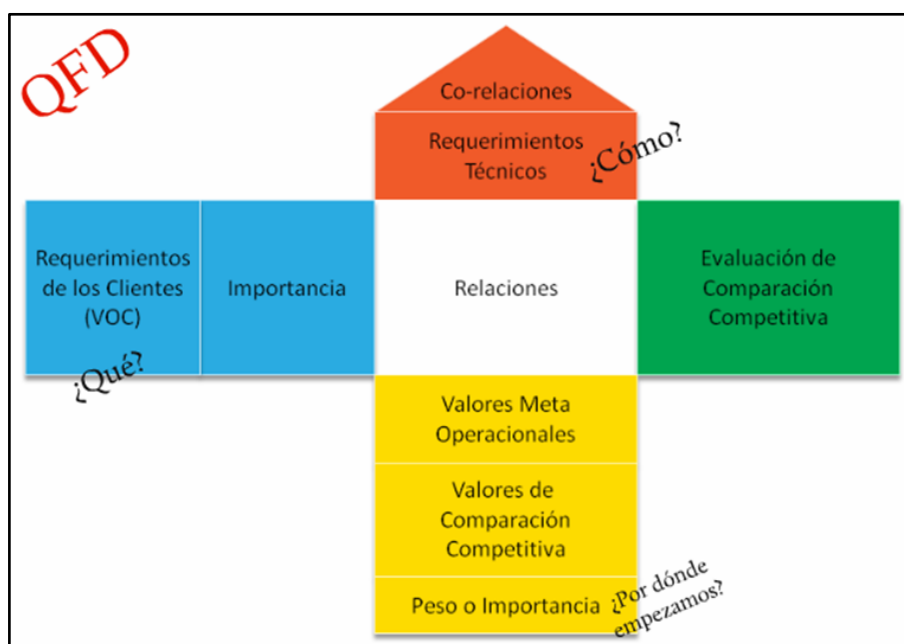 QFD
Co-relaciones
Requerimientos
Técnicos
¿Cómo?
Requerimientos
de los Clientes
(VOC)
¿Qué?
Importancia
Relaciones
Evaluación de
Comparación
Competitiva
Valores Meta
Operacionales
Valores de
Comparación
Competitiva
Peso o Importancia
¿Por dónde
empezamos?